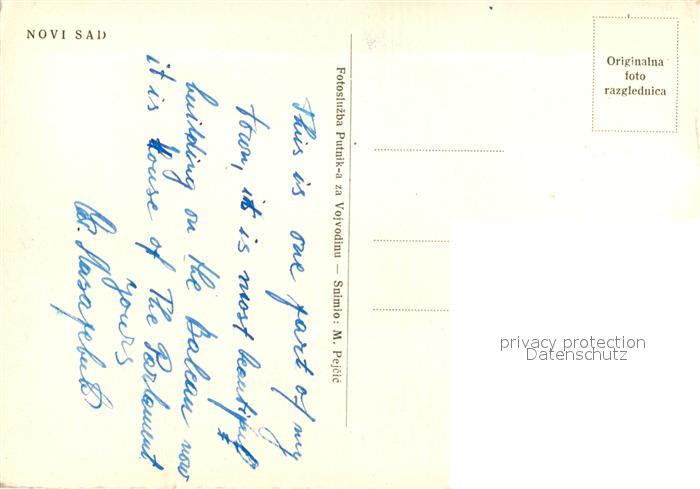 NOVI SAD
This is one part of my
town, it is most beautiful
building on the Balcan now
it is House of The Parlament
yours
Fotoslužba Putnik-a za Vojvodinu — Snimio: M. Pejčić
Originalna
foto
razglednica
privacy protection
Datenschutz